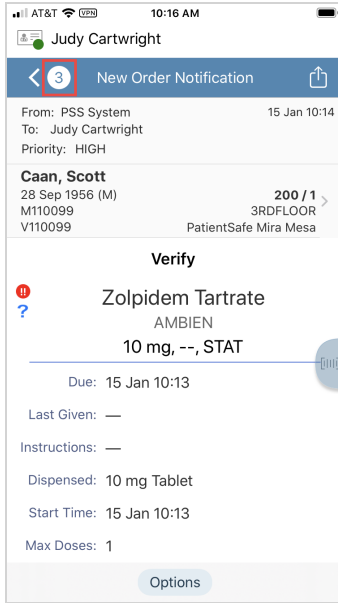 AT&T VPN 10:16 AM
Judy Cartwright
3 New Order Notification
From: PSS System 15 Jan 10:14
To: Judy Cartwright
Priority: HIGH
Caan, Scott
28 Sep 1956 (M) 200 / 1
M110099 3RDFLOOR
V110099 PatientSafe Mira Mesa
Verify
!!
Zolpidem Tartrate
?
AMBIEN
10 mg, --, STAT
Due: 15 Jan 10:13
Last Given: —
Instructions: —
Dispensed: 10 mg Tablet
Start Time: 15 Jan 10:13
Max Doses: 1
Options